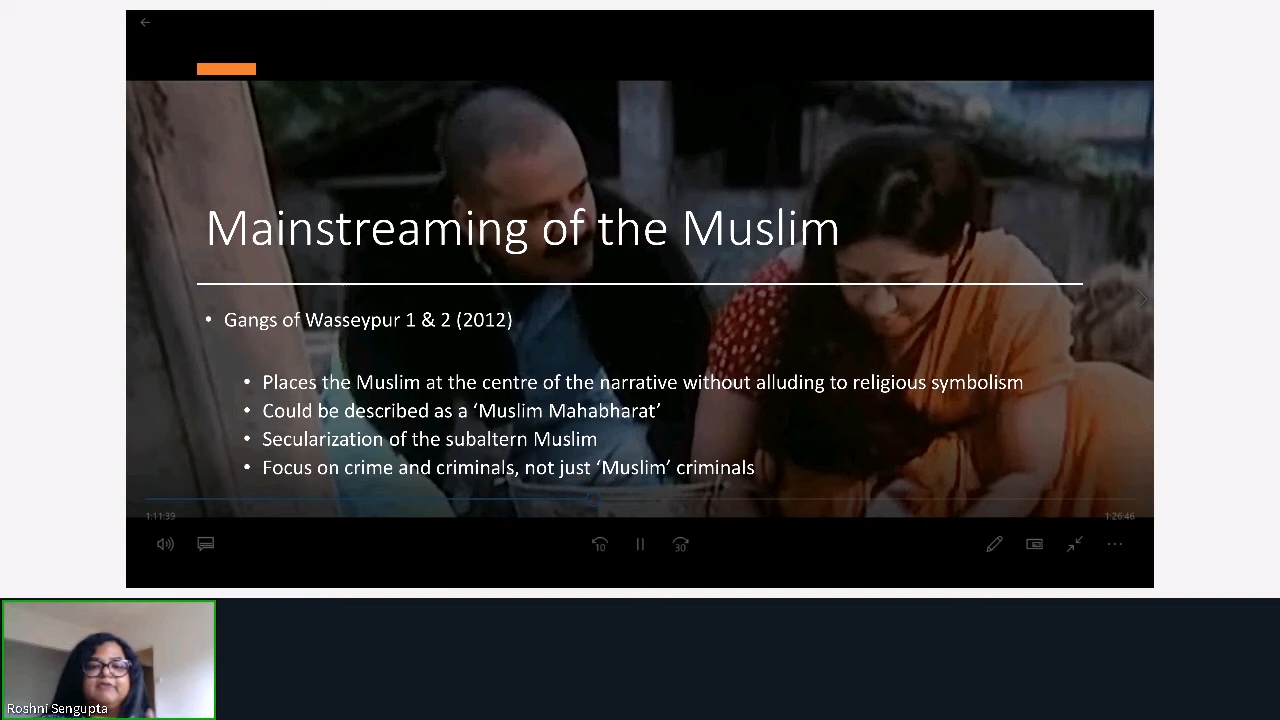 Mainstreaming of the Muslim
• Gangs of Wasseypur 1 & 2 (2012)
• Places the Muslim at the centre of the narrative without alluding to religious symbolism
• Could be described as a ‘Muslim Mahabharat’
• Secularization of the subaltern Muslim
• Focus on crime and criminals, not just ‘Muslim’ criminals
1:11:39
1:26:46
10
30
Roshni Sengupta